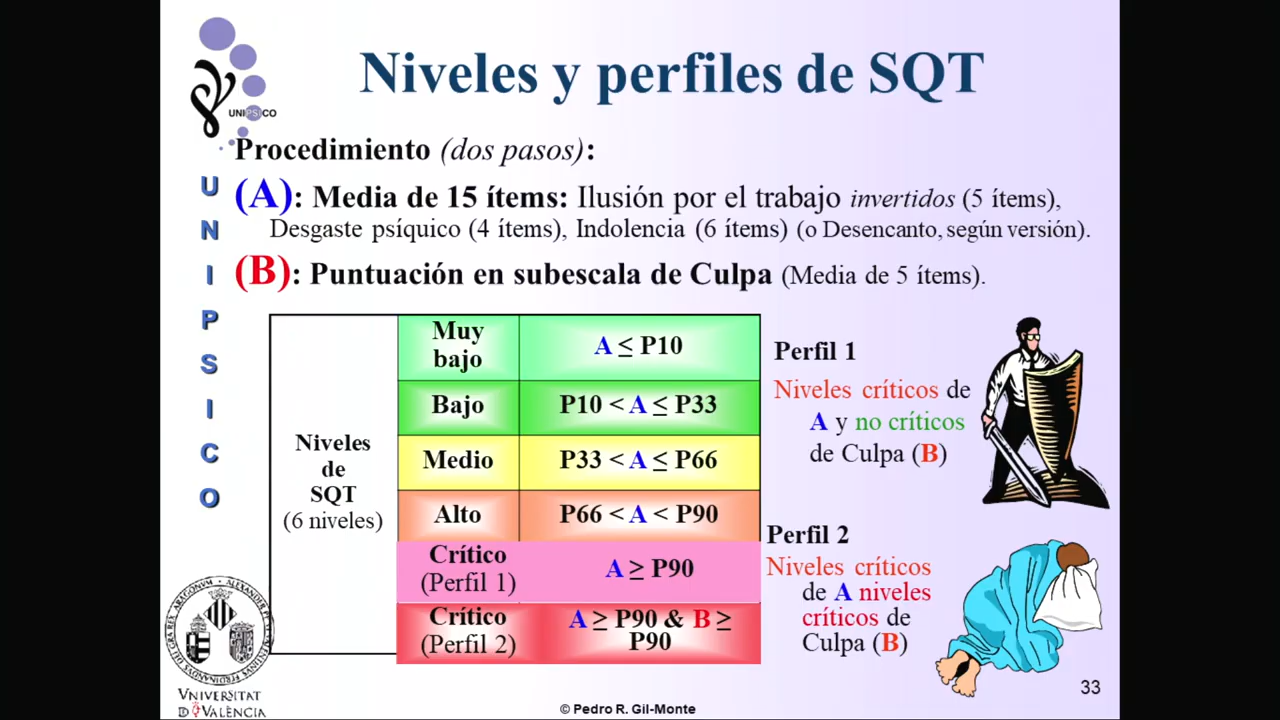 Niveles y perfiles de SQT
UNIPSICO
Procedimiento (dos pasos):
(A): Media de 15 ítems: Ilusión por el trabajo invertidos (5 ítems),
Desgaste psíquico (4 ítems), Indolencia (6 ítems) (o Desencanto, según versión).
(B): Puntuación en subescala de Culpa (Media de 5 ítems).
U
N
I
P
S
I
C
O
Niveles
de
SQT
(6 niveles)
Muy
bajo
A ≤ P10
Bajo
P10 < A ≤ P33
Medio
P33 < A ≤ P66
Alto
P66 < A < P90
Crítico
(Perfil 1)
A ≥ P90
Crítico
(Perfil 2)
A ≥ P90 & B ≥
P90
Perfil 1
Niveles críticos de
A y no críticos
de Culpa (B)
Perfil 2
Niveles críticos
de A niveles
críticos de
Culpa (B)
VNIVERSITAT
D VALÈNCIA
© Pedro R. Gil-Monte
33